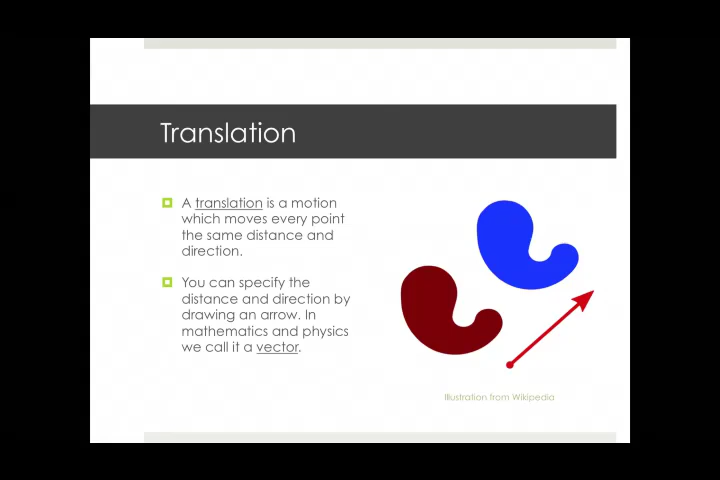 Translation
A translation is a motion
which moves every point
the same distance and
direction.
You can specify the
distance and direction by
drawing an arrow. In
mathematics and physics
we call it a vector.
Illustration from Wikipedia